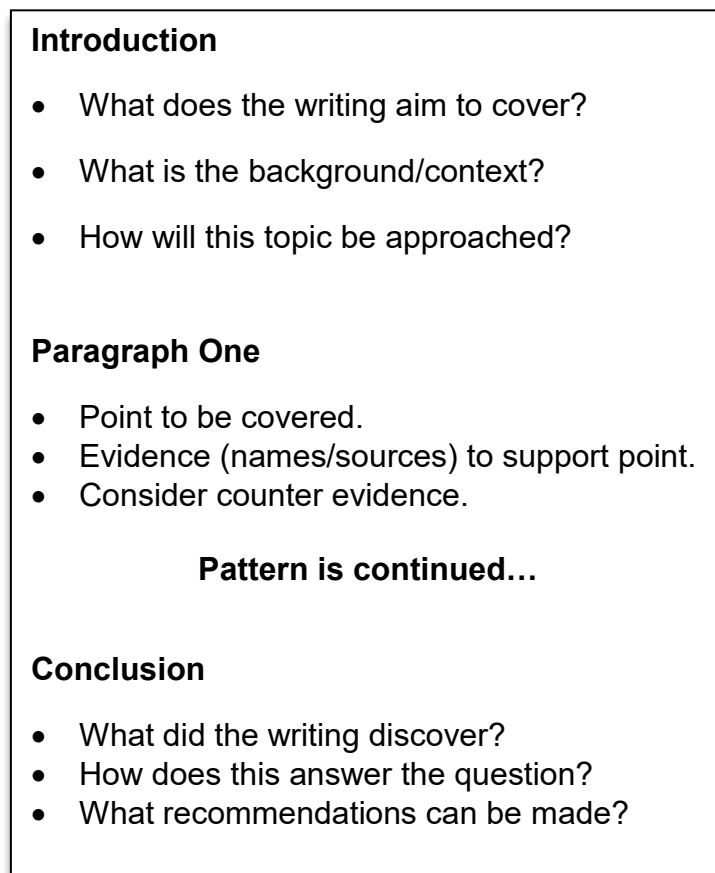 Introduction
• What does the writing aim to cover?
• What is the background/context?
• How will this topic be approached?
Paragraph One
• Point to be covered.
• Evidence (names/sources) to support point.
• Consider counter evidence.
Pattern is continued…
Conclusion
• What did the writing discover?
• How does this answer the question?
• What recommendations can be made?